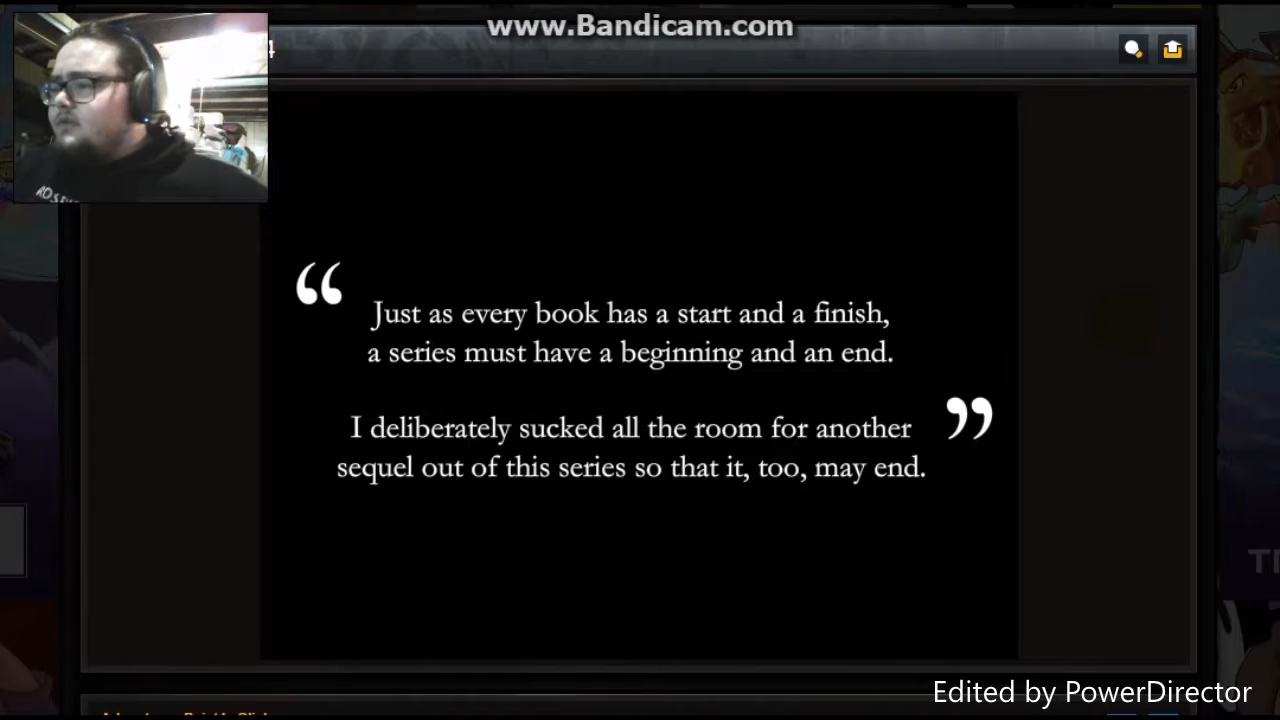 www.Bandicam.com
4
“
Just as every book has a start and a finish,
a series must have a beginning and an end.
I deliberately sucked all the room for another
sequel out of this series so that it, too, may end.
”
Edited by PowerDirector